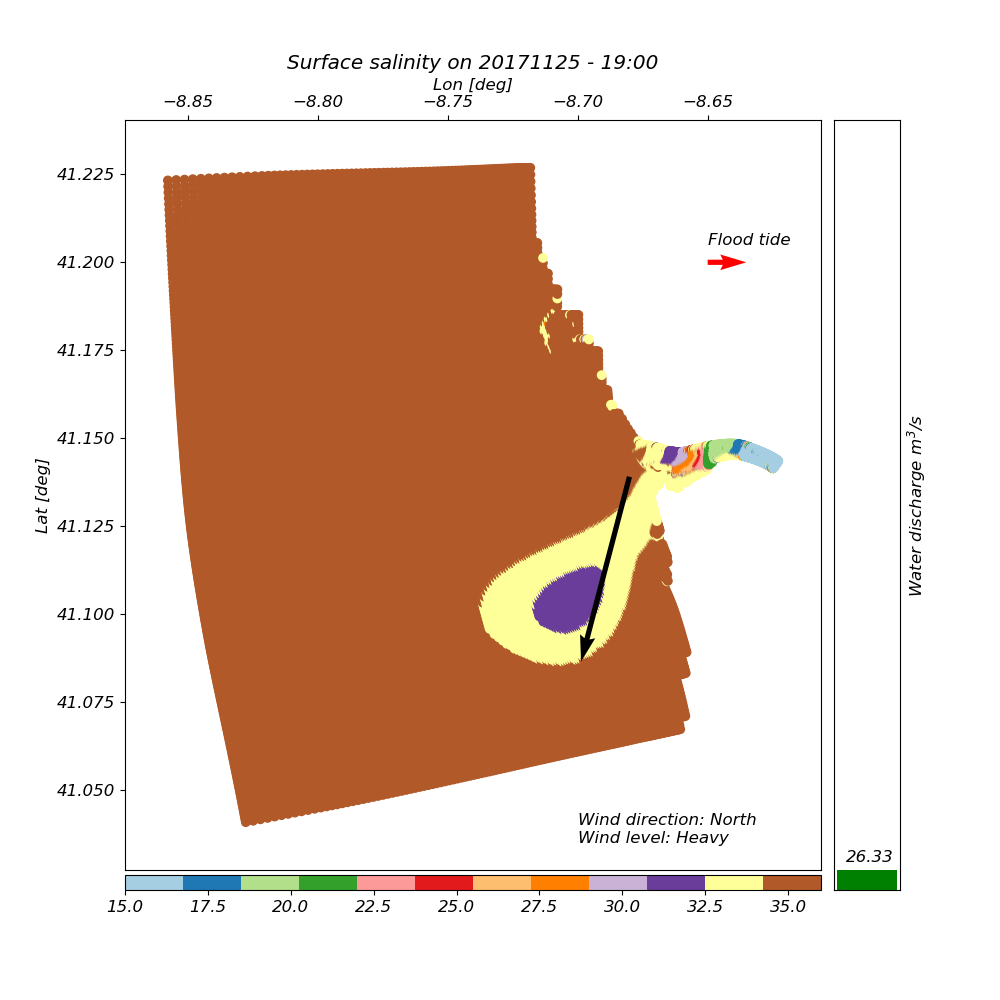 Surface salinity on 20171125 - 19:00
Lon [deg]
−8.85 −8.80 −8.75 −8.70 −8.65
41.225
41.200
41.175
41.150
41.125
41.100
41.075
41.050
Lat [deg]
Flood tide
Wind direction: North
Wind level: Heavy
Water discharge m³/s
26.33
15.0 17.5 20.0 22.5 25.0 27.5 30.0 32.5 35.0